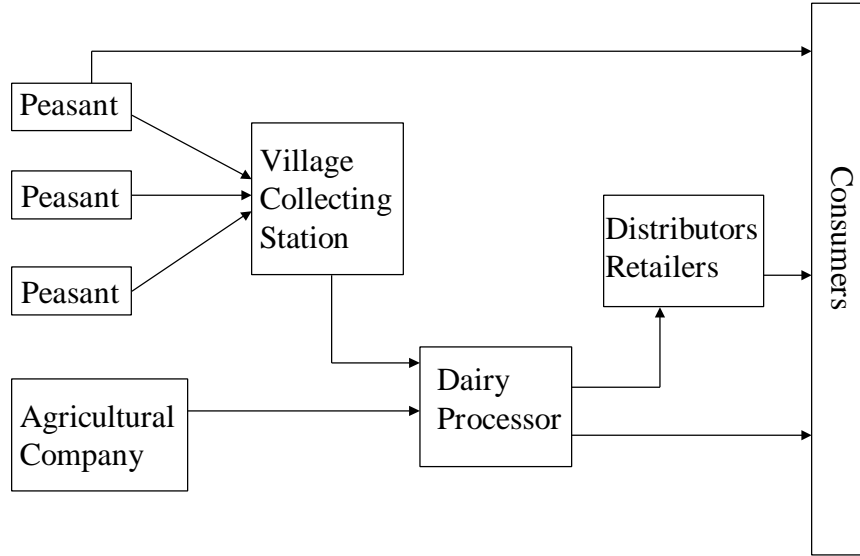 Peasant
Village
Collecting
Station
Peasant
Peasant
Distributors
Retailers
Consumers
Dairy
Processor
Agricultural
Company